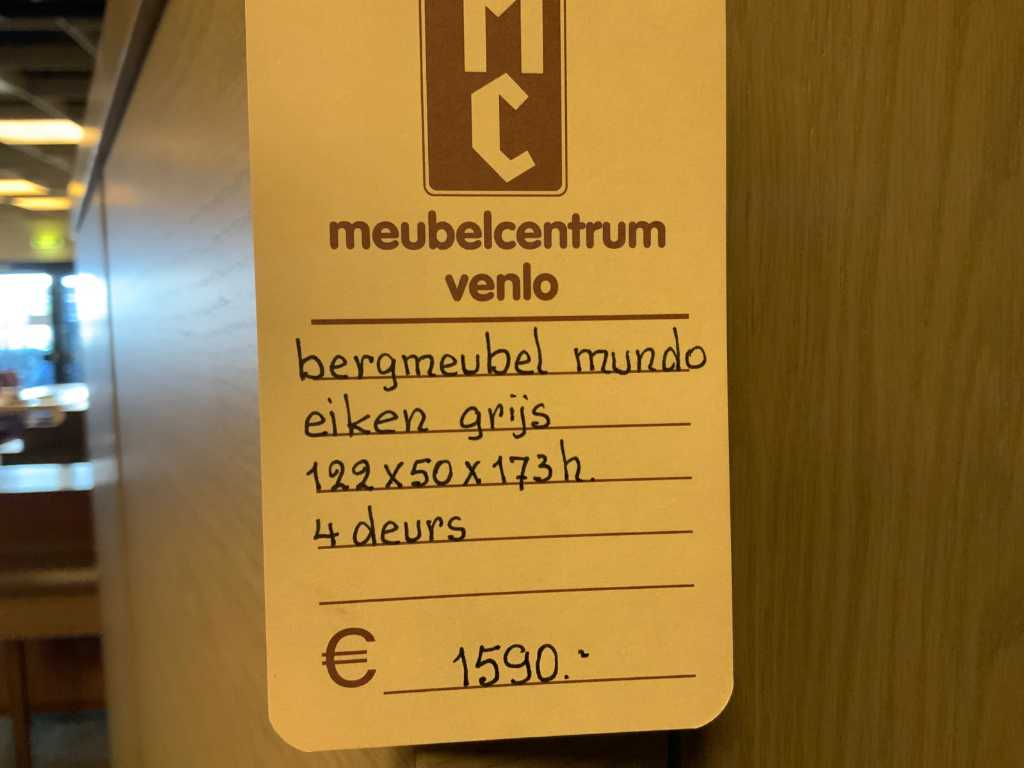 MC
meubelcentrum
venlo
bergmeubel mundo
eiken grijs
122 x 50 x 173 h.
4 deurs
€ 1590.-